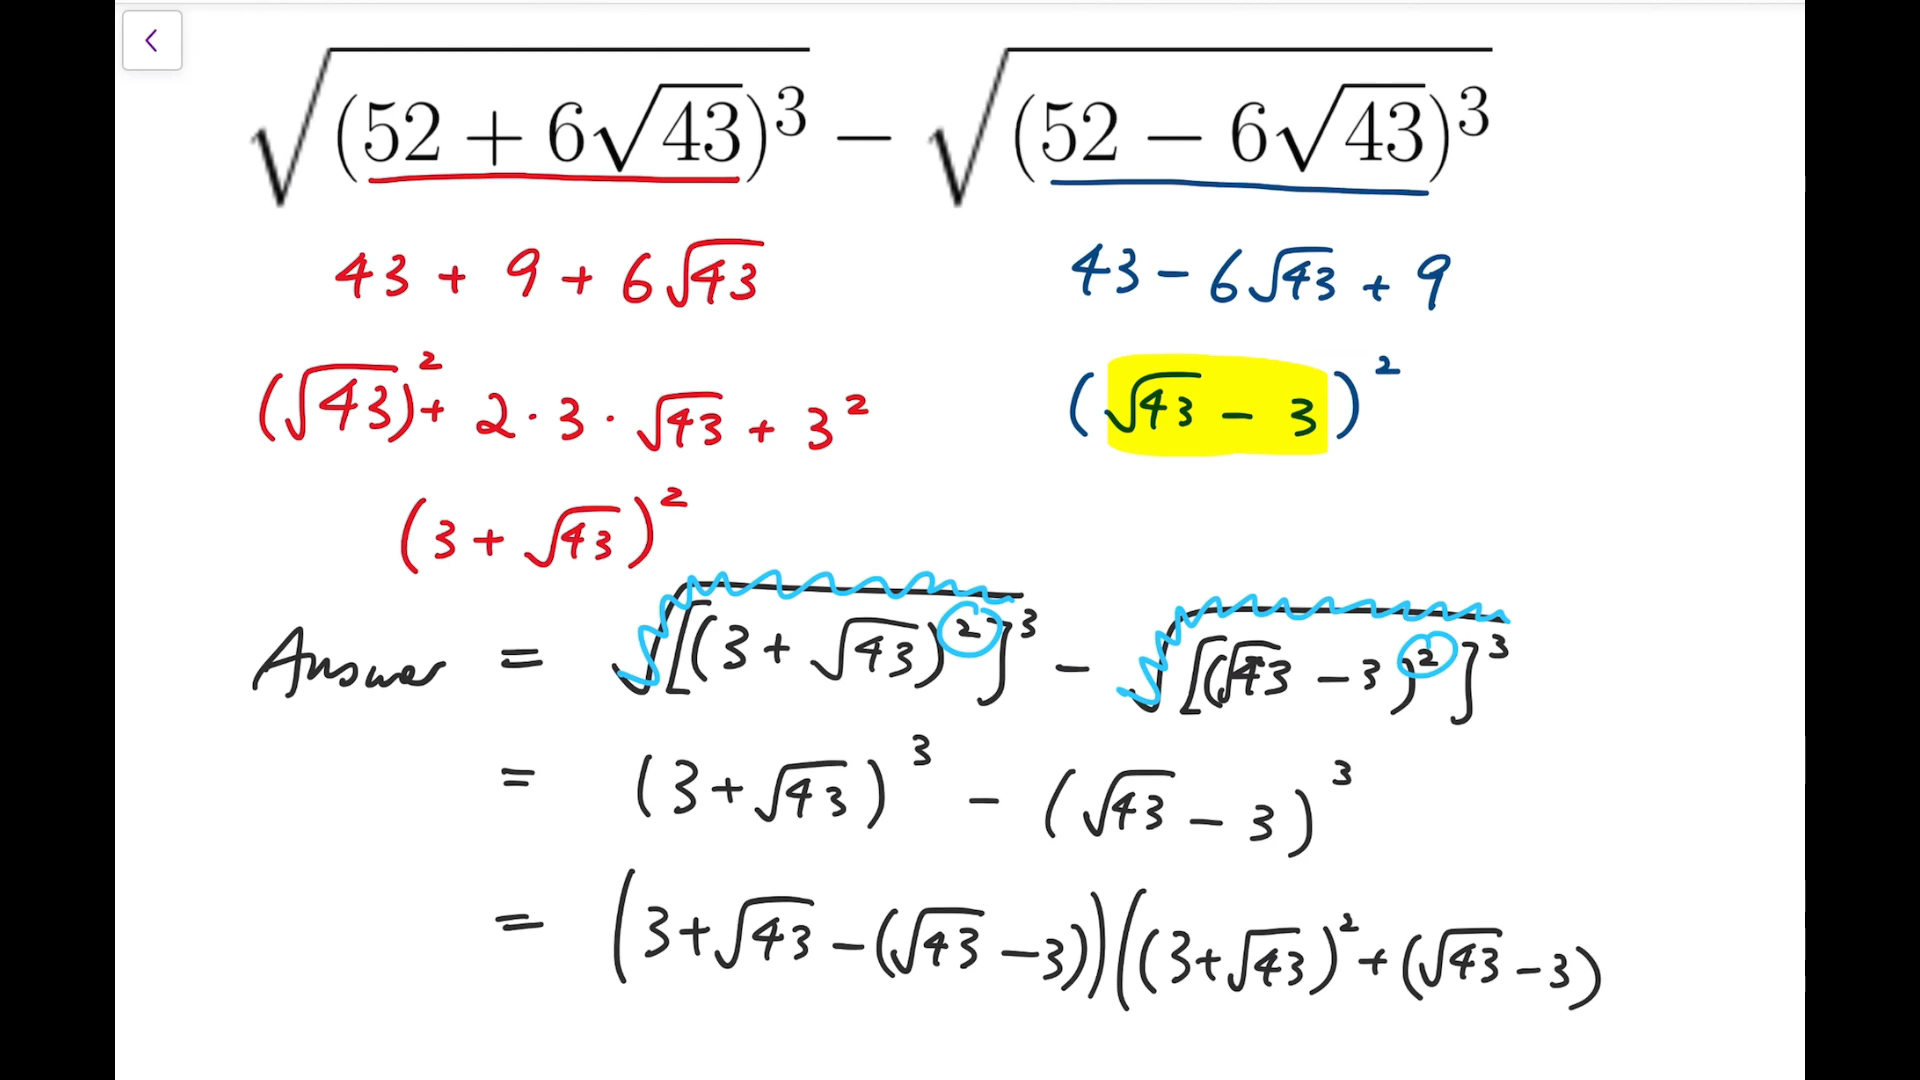 √(52 + 6√43)³ − √(52 − 6√43)³
43 + 9 + 6√43
43 − 6√43 + 9
(√43)² + 2 · 3 · √43 + 3²
(√43 − 3)²
(3 + √43)²
Answer = √[(3 + √43)²]³ − √[(√43 − 3)²]³
= (3 + √43)³ − (√43 − 3)³
= (3 + √43 − (√43 − 3))((3 + √43)² + (√43 − 3)